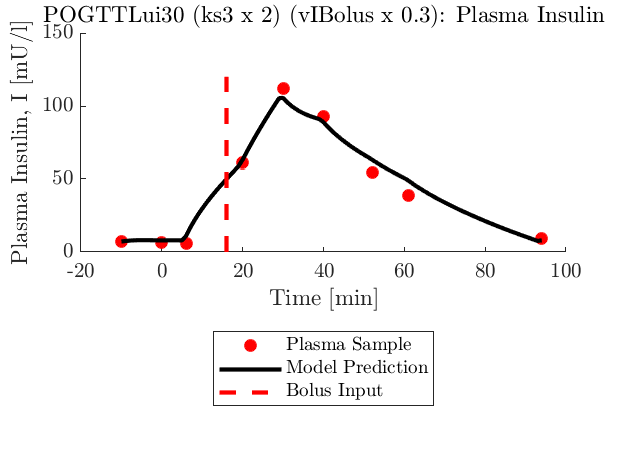 POGTTLui30 (ks3 x 2) (vIBolus x 0.3): Plasma Insulin
Plasma Insulin, I [mU/l]
150
100
50
0
-20 0 20 40 60 80 100
Time [min]
Plasma Sample
Model Prediction
Bolus Input